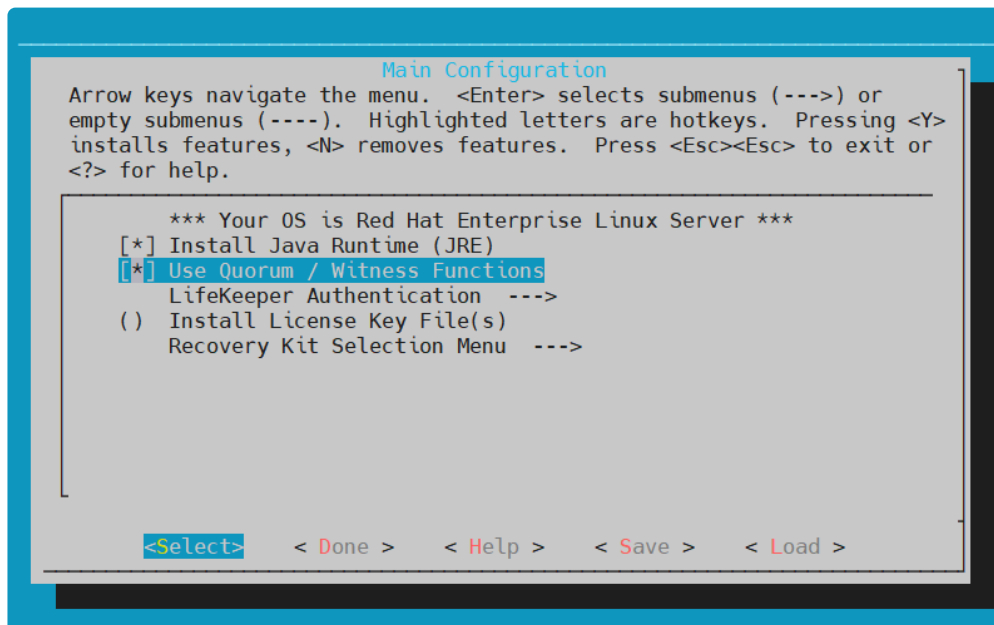 Main Configuration
Arrow keys navigate the menu.  <Enter> selects submenus (--->) or
empty submenus (----).  Highlighted letters are hotkeys.  Pressing <Y>
installs features, <N> removes features.  Press <Esc><Esc> to exit or
<?> for help.
*** Your OS is Red Hat Enterprise Linux Server ***
[*] Install Java Runtime (JRE)
[*] Use Quorum / Witness Functions
LifeKeeper Authentication  --->
()  Install License Key File(s)
Recovery Kit Selection Menu  --->
<Select>    < Done >    < Help >    < Save >    < Load >